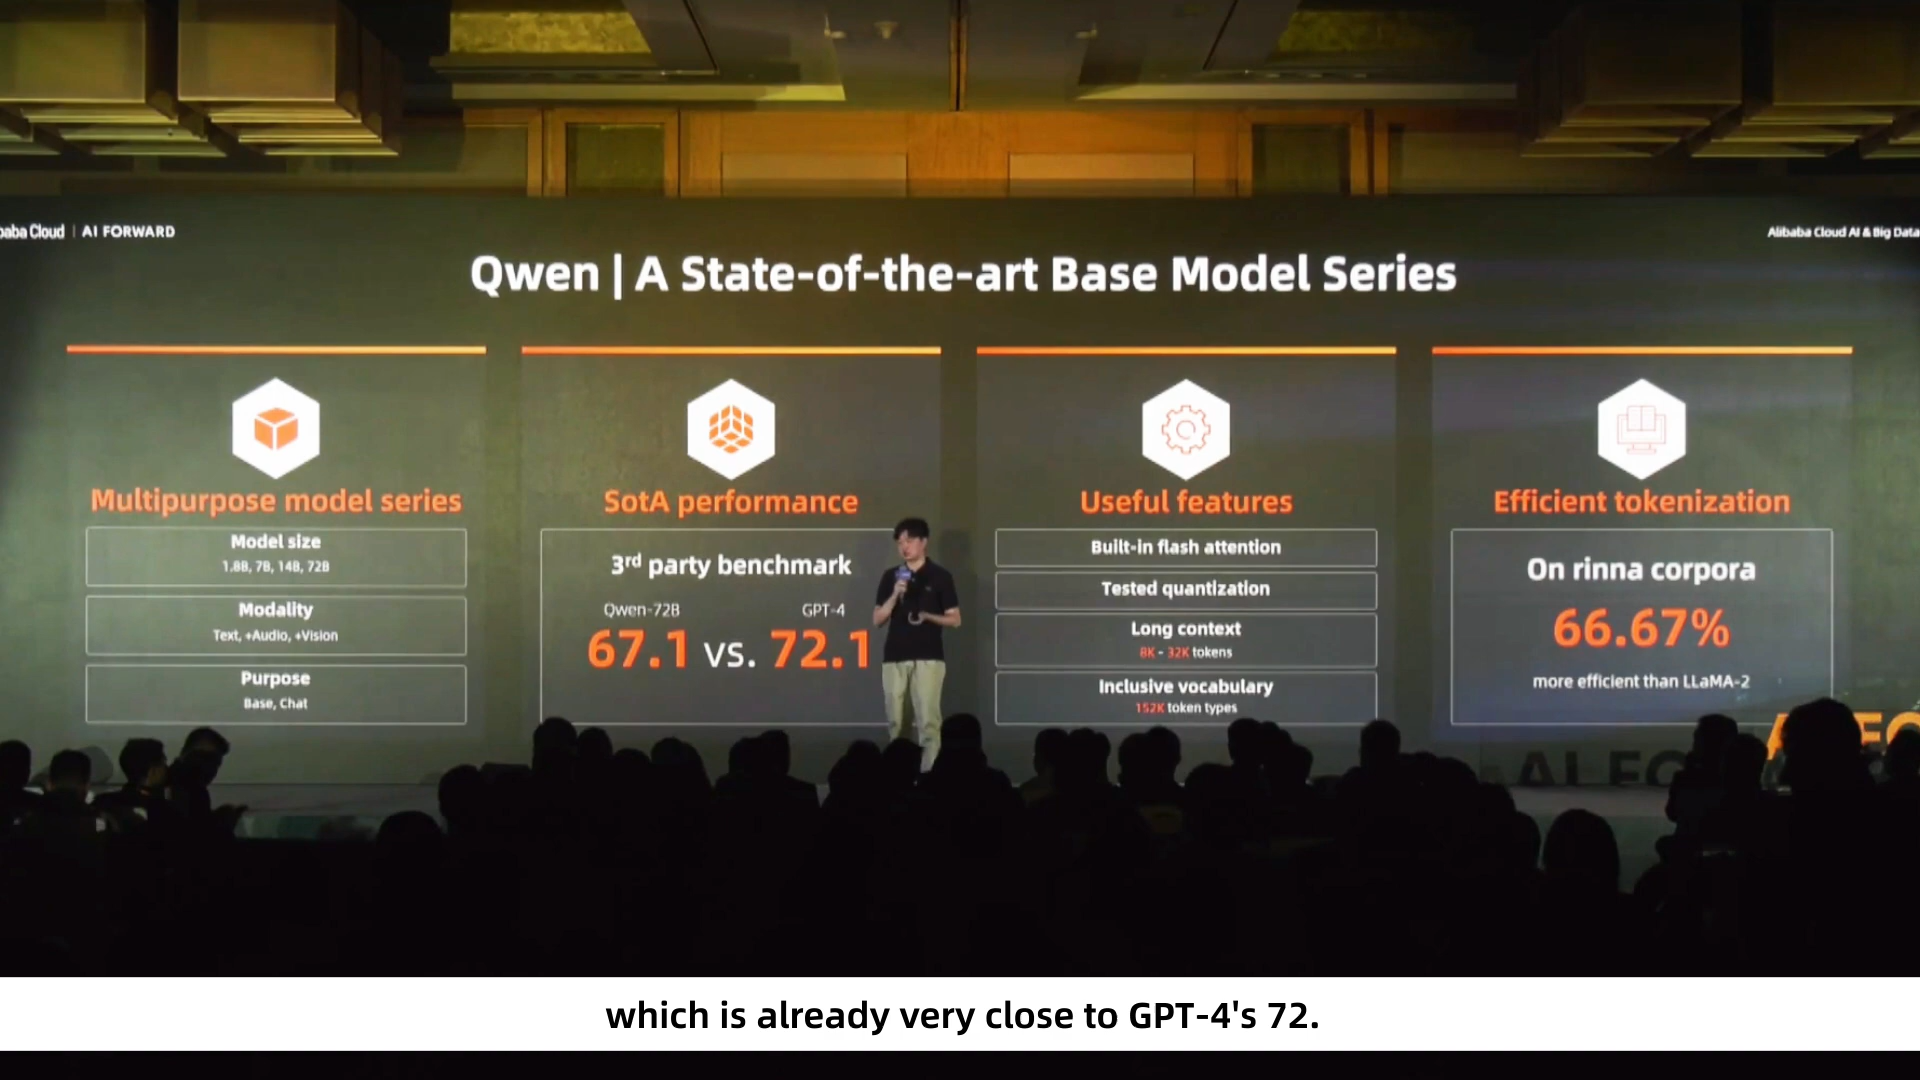 baba Cloud | AI FORWARD
Alibaba Cloud AI & Big Data
Qwen | A State-of-the-art Base Model Series
Multipurpose model series
Model size
1.8B, 7B, 14B, 72B
Modality
Text, +Audio, +Vision
Purpose
Base, Chat
SotA performance
3rd party benchmark
Qwen-72B GPT-4
67.1 vs. 72.1
Useful features
Built-in flash attention
Tested quantization
Long context
8K - 32K tokens
Inclusive vocabulary
152K token types
Efficient tokenization
On rinna corpora
66.67%
more efficient than LLaMA-2
AI FO
which is already very close to GPT-4's 72.